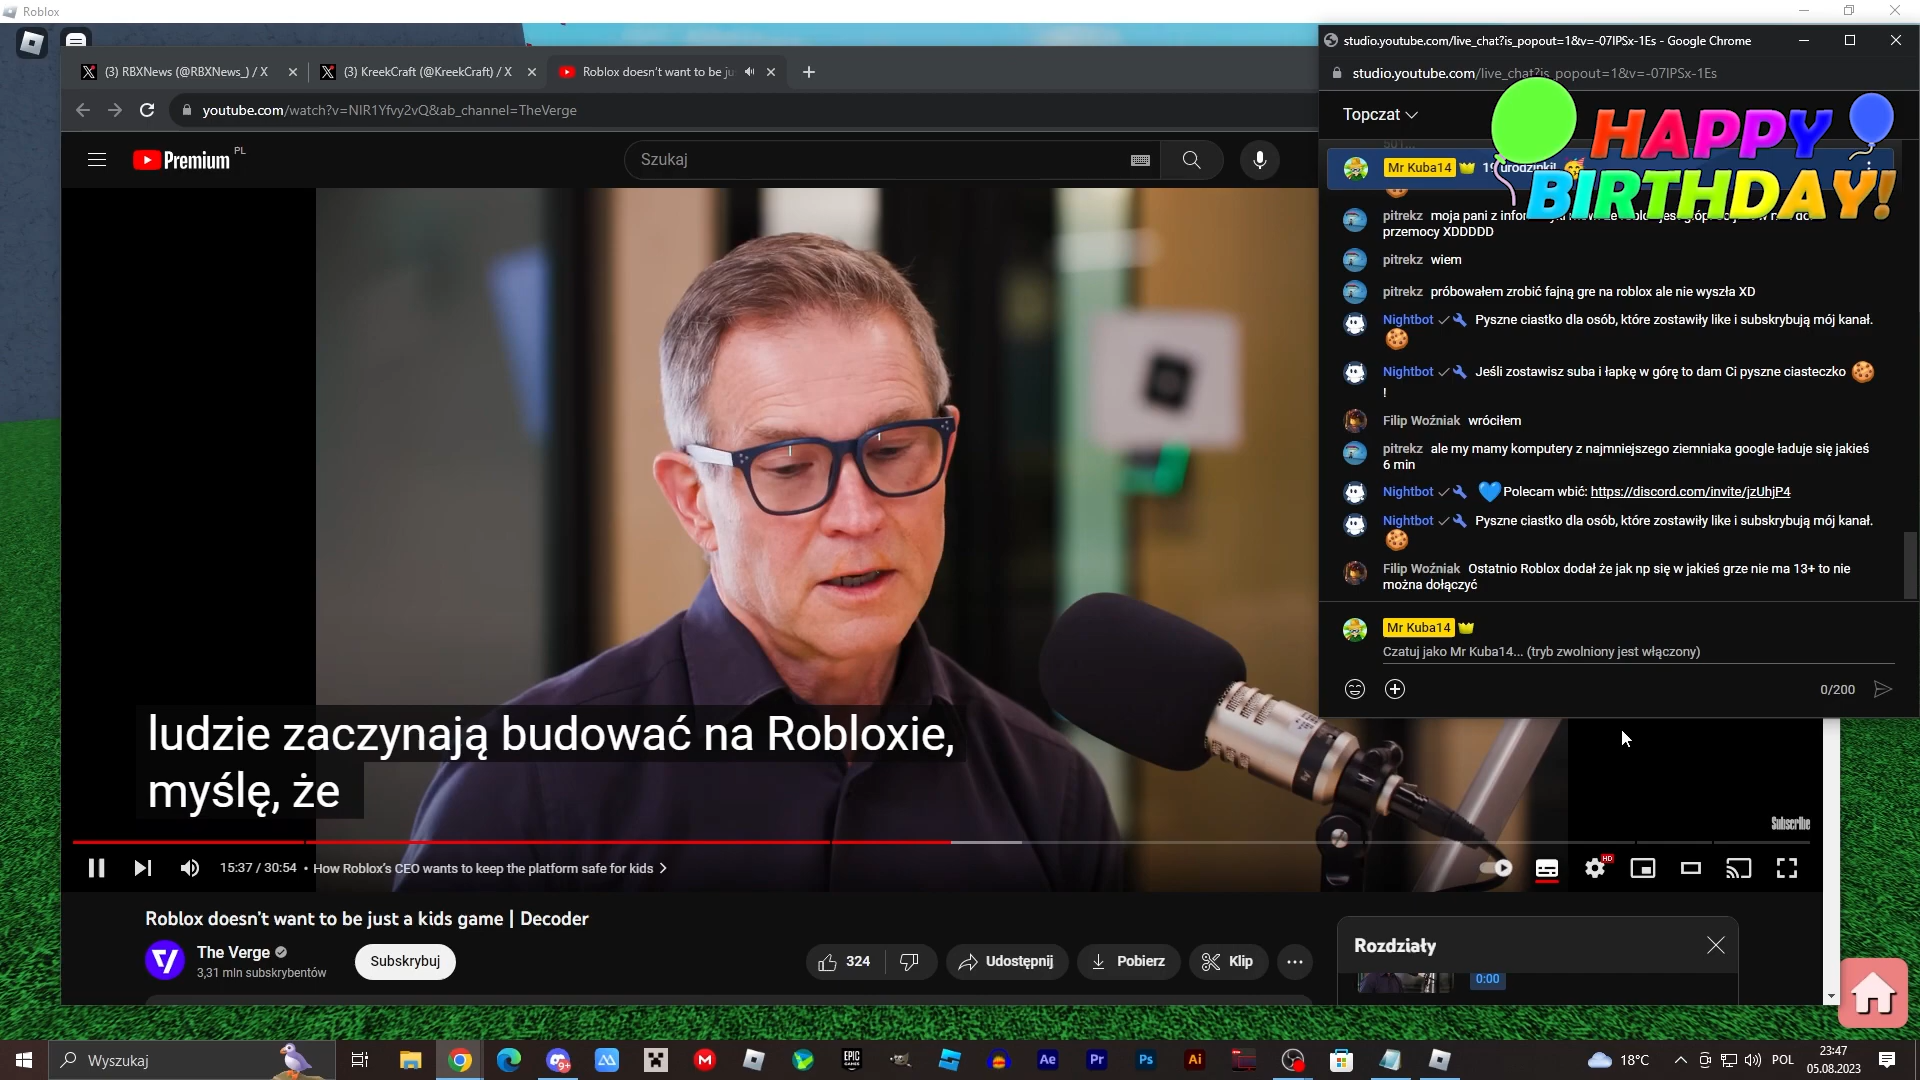 Roblox
studio.youtube.com/live_chat?is_popout=1&v=-07IPSx-1Es - Google Chrome
(3) RBXNews (@RBXNews_) / X
(3) KreekCraft (@KreekCraft) / X
Roblox doesn't want to be ju
studio.youtube.com/live_chat?is_popout=1&v=-07IPSx-1Es
youtube.com/watch?v=NIR1Yfvy2vQ&ab_channel=TheVerge
Topczat
HAPPY
BIRTHDAY!
Premium PL
Szukaj
Mr Kuba14 19 urodzinki!
pitrekz moja pani z
przemocy XDDDDD
pitrekz wiem
pitrekz próbowałem zrobić fajną gre na roblox ale nie wyszła XD
Nightbot Pyszne ciastko dla osób, które zostawiły like i subskrybują mój kanał.
Nightbot Jeśli zostawisz suba i łapkę w górę to dam Ci pyszne ciasteczko
!
Filip Woźniak wróciłem
pitrekz ale my mamy komputery z najmniejszego ziemniaka google ładuje się jakieś
6 min
Nightbot Polecam wbić: https://discord.com/invite/jzUhjP4
Nightbot Pyszne ciastko dla osób, które zostawiły like i subskrybują mój kanał.
Filip Woźniak Ostatnio Roblox dodał że jak np się w jakieś grze nie ma 13+ to nie
można dołączyć
Mr Kuba14
Czatuj jako Mr Kuba14... (tryb zwolniony jest włączony)
0/200
ludzie zaczynają budować na Robloxie,
myślę, że
Subscribe
15:37 / 30:54 • How Roblox's CEO wants to keep the platform safe for kids
HD
Roblox doesn't want to be just a kids game | Decoder
The Verge
3,31 mln subskrybentów
Subskrybuj
324
Udostępnij
Pobierz
Klip
Rozdziały
0:00
Wyszukaj
9+
EPIC
GAMES
Ae
Pr
Ps
Ai
18°C
POL
23:47
05.08.2023